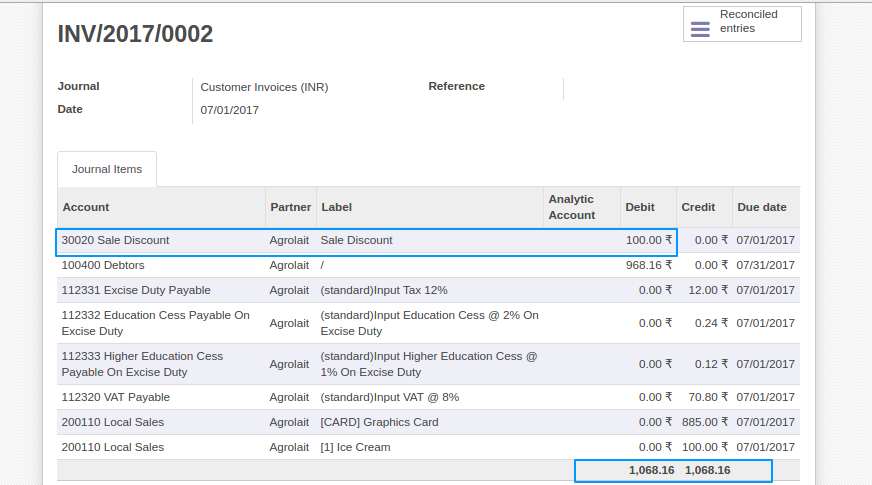 INV/2017/0002
Reconciled
entries
Journal Customer Invoices (INR) Reference
Date 07/01/2017
Journal Items
Account Partner Label Analytic Account Debit Credit Due date
30020 Sale Discount Agrolait Sale Discount 100.00 ₹ 0.00 ₹ 07/01/2017
100400 Debtors Agrolait / 968.16 ₹ 0.00 ₹ 07/31/2017
112331 Excise Duty Payable Agrolait (standard)Input Tax 12% 0.00 ₹ 12.00 ₹ 07/01/2017
112332 Education Cess Payable On Agrolait (standard)Input Education Cess @ 2% On 0.00 ₹ 0.24 ₹ 07/01/2017
Excise Duty Excise Duty
112333 Higher Education Cess Agrolait (standard)Input Higher Education Cess @ 0.00 ₹ 0.12 ₹ 07/01/2017
Payable On Excise Duty 1% On Excise Duty
112320 VAT Payable Agrolait (standard)Input VAT @ 8% 0.00 ₹ 70.80 ₹ 07/01/2017
200110 Local Sales Agrolait [CARD] Graphics Card 0.00 ₹ 885.00 ₹ 07/01/2017
200110 Local Sales Agrolait [1] Ice Cream 0.00 ₹ 100.00 ₹ 07/01/2017
1,068.16 1,068.16